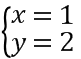 x = 1
y = 2